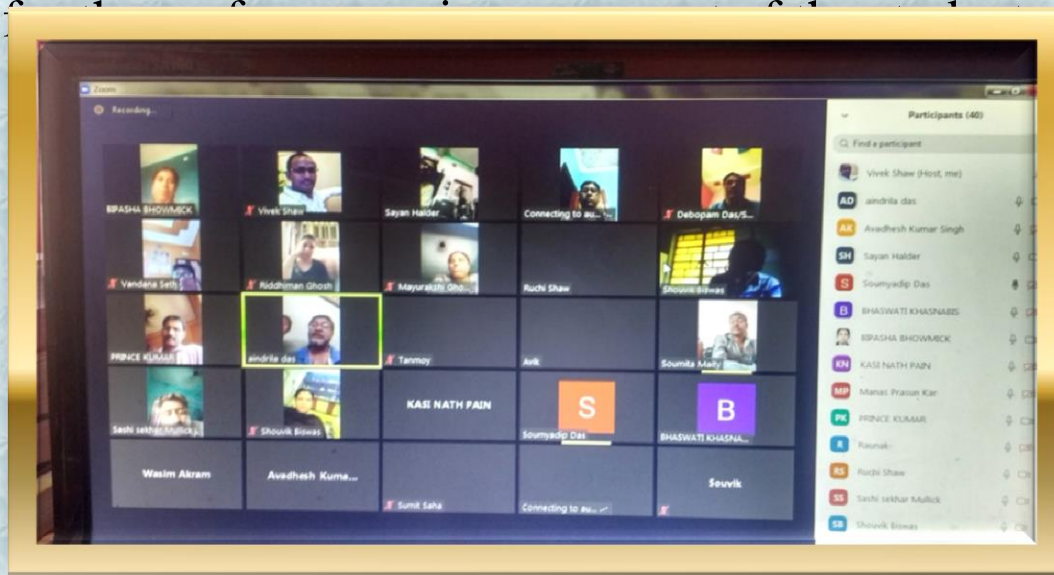 Zoom
Recording...
BIPASHA BHOWMICK
Vivek Shaw
Sayan Halder
Connecting to au...
Debopam Das/S...
Vandana Seth
Riddhiman Ghosh
Mayurakshi Gho...
Ruchi Shaw
Shouvik Biswas
PRINCE KUMAR
aindrila das
Tanmoy
Avik
Soumita Maity
Sashi sekhar Mullick
Shouvik Biswas
KASI NATH PAIN
S
Soumyadip Das
B
BHASWATI KHASNA...
Wasim Akram
Avadhesh Kuma...
Sumit Saha
Connecting to au...
Souvik
Participants (40)
Find a participant
Vivek Shaw (Host, me)
AD aindrila das
AK Avadhesh Kumar Singh
SH Sayan Halder
S Soumyadip Das
B BHASWATI KHASNABIS
BIPASHA BHOWMICK
KN KASI NATH PAIN
MP Manas Prasun Kar
PK PRINCE KUMAR
R Raunak
RS Ruchi Shaw
SS Sashi sekhar Mullick
SB Shouvik Biswas